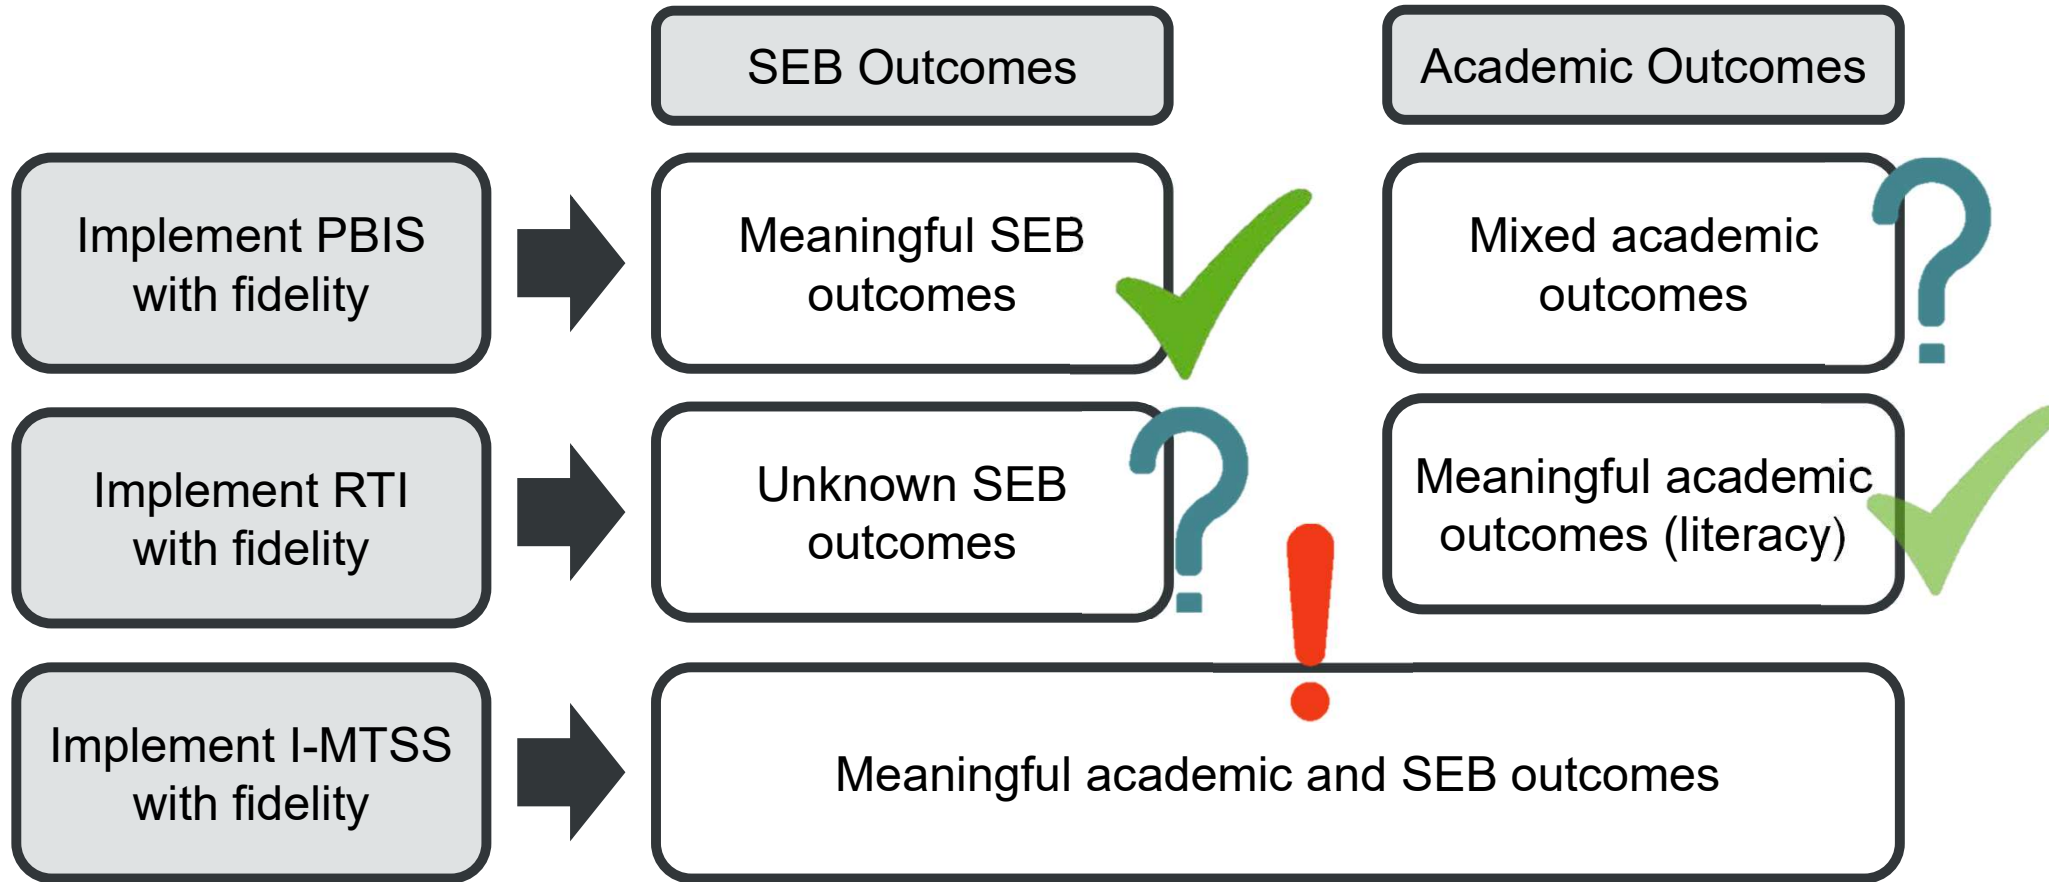 SEB Outcomes
Academic Outcomes
Implement PBIS
with fidelity
Meaningful SEB
outcomes
Mixed academic
outcomes
Implement RTI
with fidelity
Unknown SEB
outcomes
Meaningful academic
outcomes (literacy)
Implement I-MTSS
with fidelity
Meaningful academic and SEB outcomes